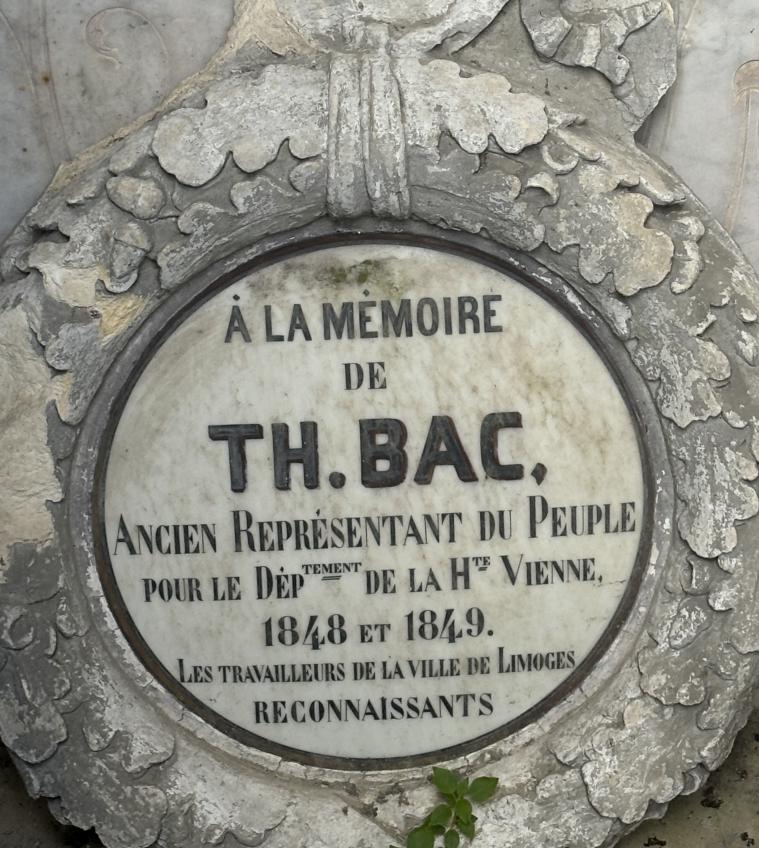 À LA MÉMOIRE
DE
TH. BAC,
ANCIEN REPRÉSENTANT DU PEUPLE
POUR LE DÉPTEMENT DE LA HTE VIENNE,
1848 ET 1849.
LES TRAVAILLEURS DE LA VILLE DE LIMOGES
RECONNAISSANTS